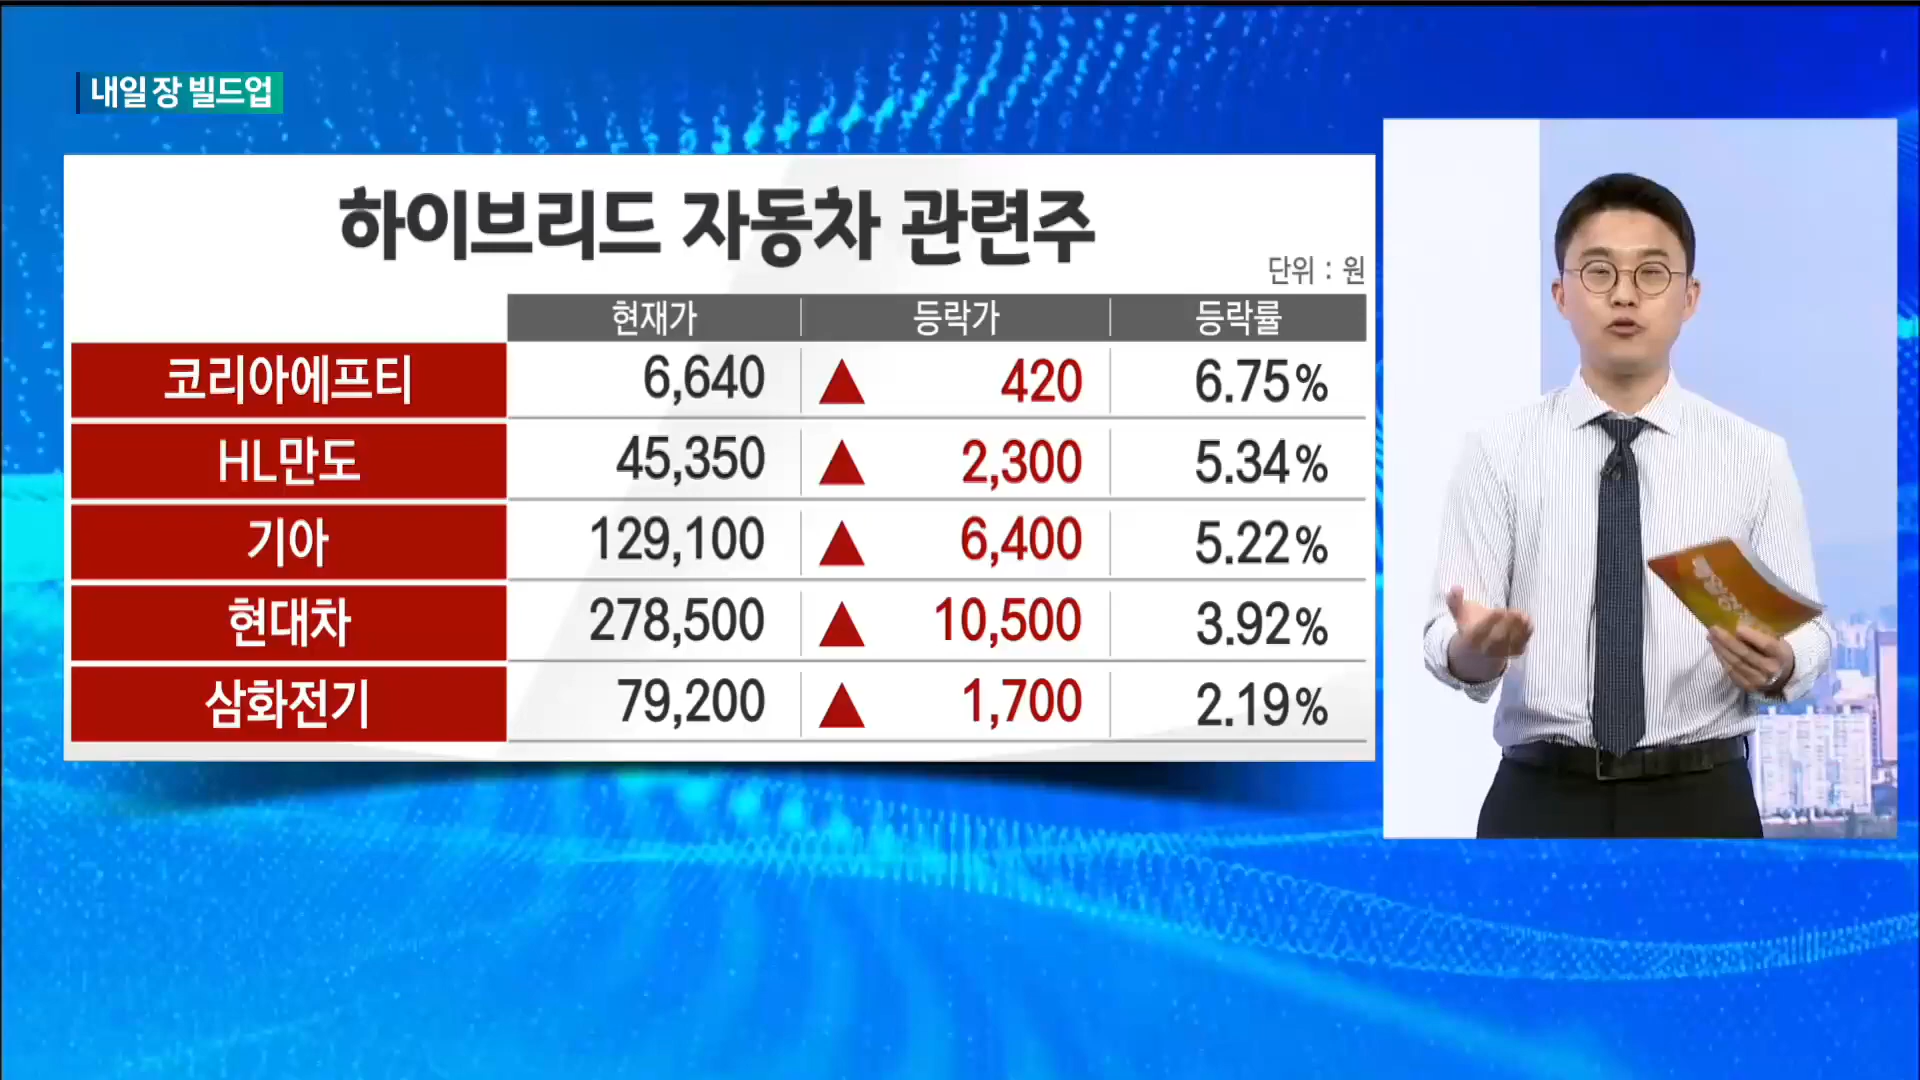 내일 장 빌드업
하이브리드 자동차 관련주
단위 : 원
현재가 등락가 등락률
코리아에프티 6,640 ▲ 420 6.75%
HL만도 45,350 ▲ 2,300 5.34%
기아 129,100 ▲ 6,400 5.22%
현대차 278,500 ▲ 10,500 3.92%
삼화전기 79,200 ▲ 1,700 2.19%